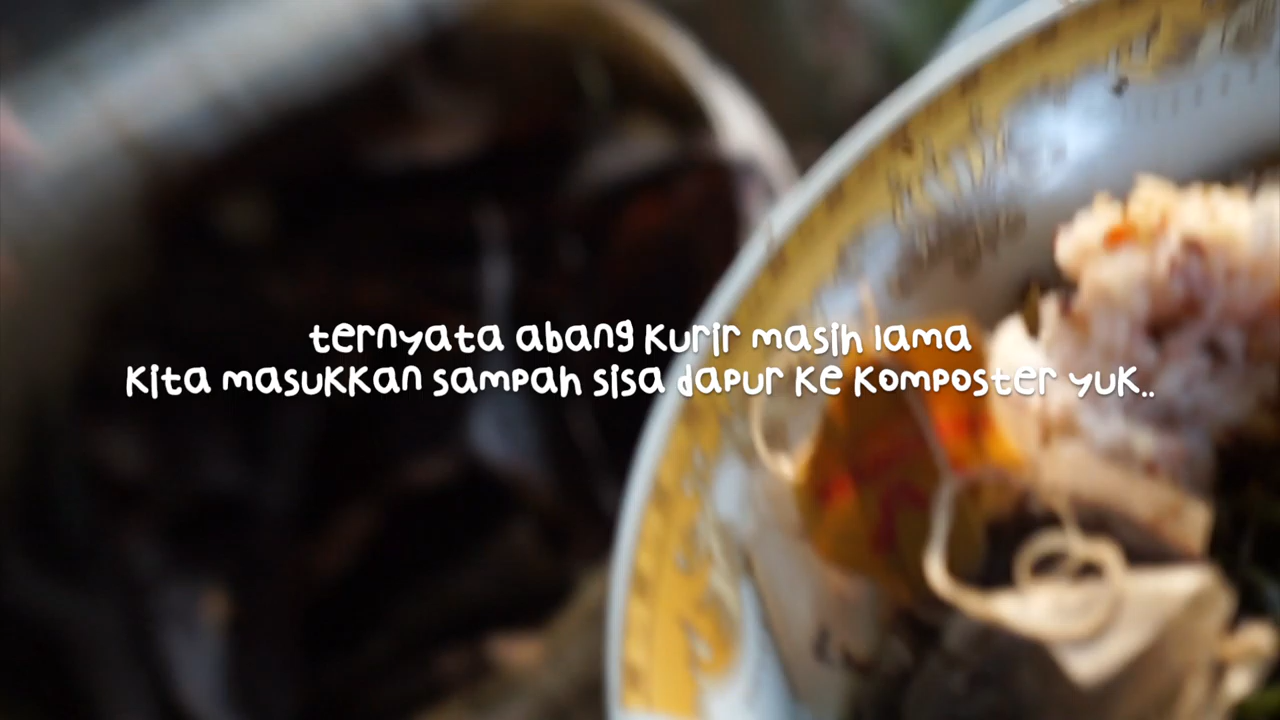 ternyata abang kurir masih lama
kita masukkan sampah sisa dapur ke komposter yuk..